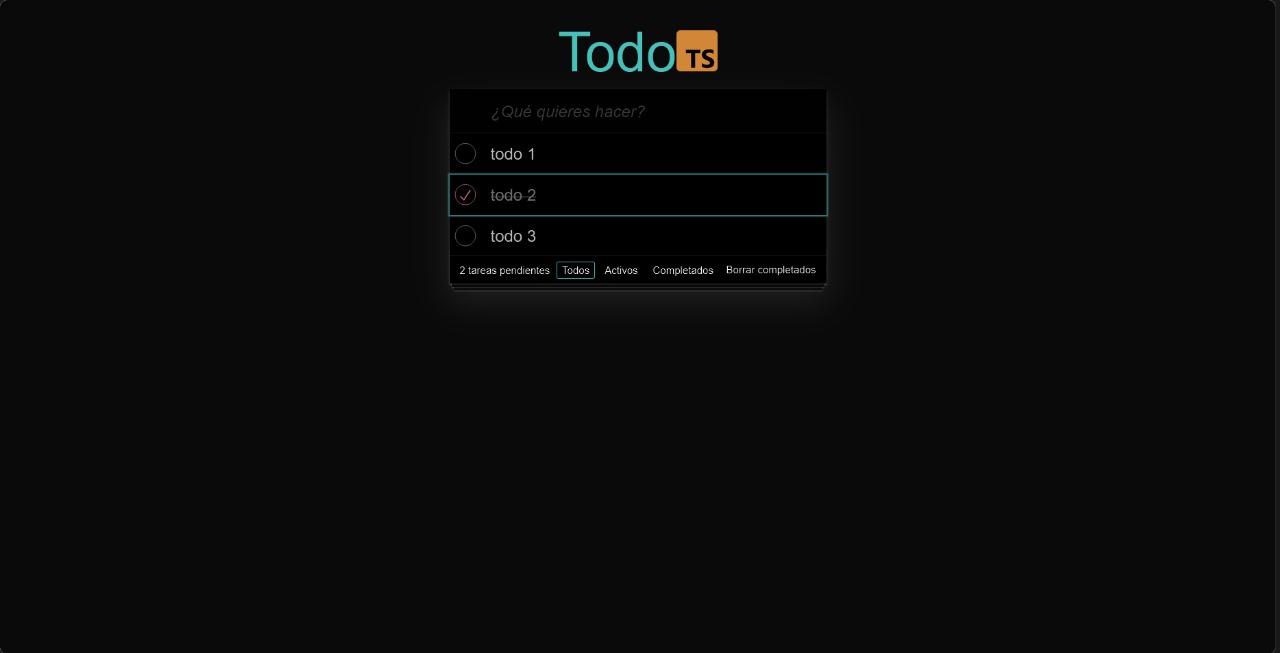 Todo TS
¿Qué quieres hacer?
todo 1
todo 2
todo 3
2 tareas pendientes Todos Activos Completados Borrar completados